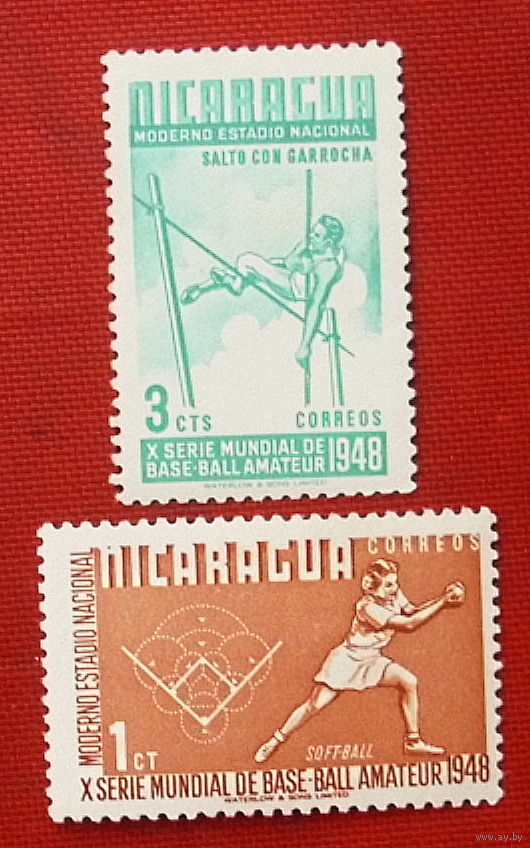 NICARAGUA
MODERNO ESTADIO NACIONAL
SALTO CON GARROCHA
3 CTS
CORREOS
X SERIE MUNDIAL DE
BASE-BALL AMATEUR 1948
WATERLOW & SONS LIMITED
CORREOS
NICARAGUA
MODERNO ESTADIO NACIONAL
1 CT
SOFT-BALL
X SERIE MUNDIAL DE BASE-BALL AMATEUR 1948
WATERLOW & SONS LIMITED
www.ay.by